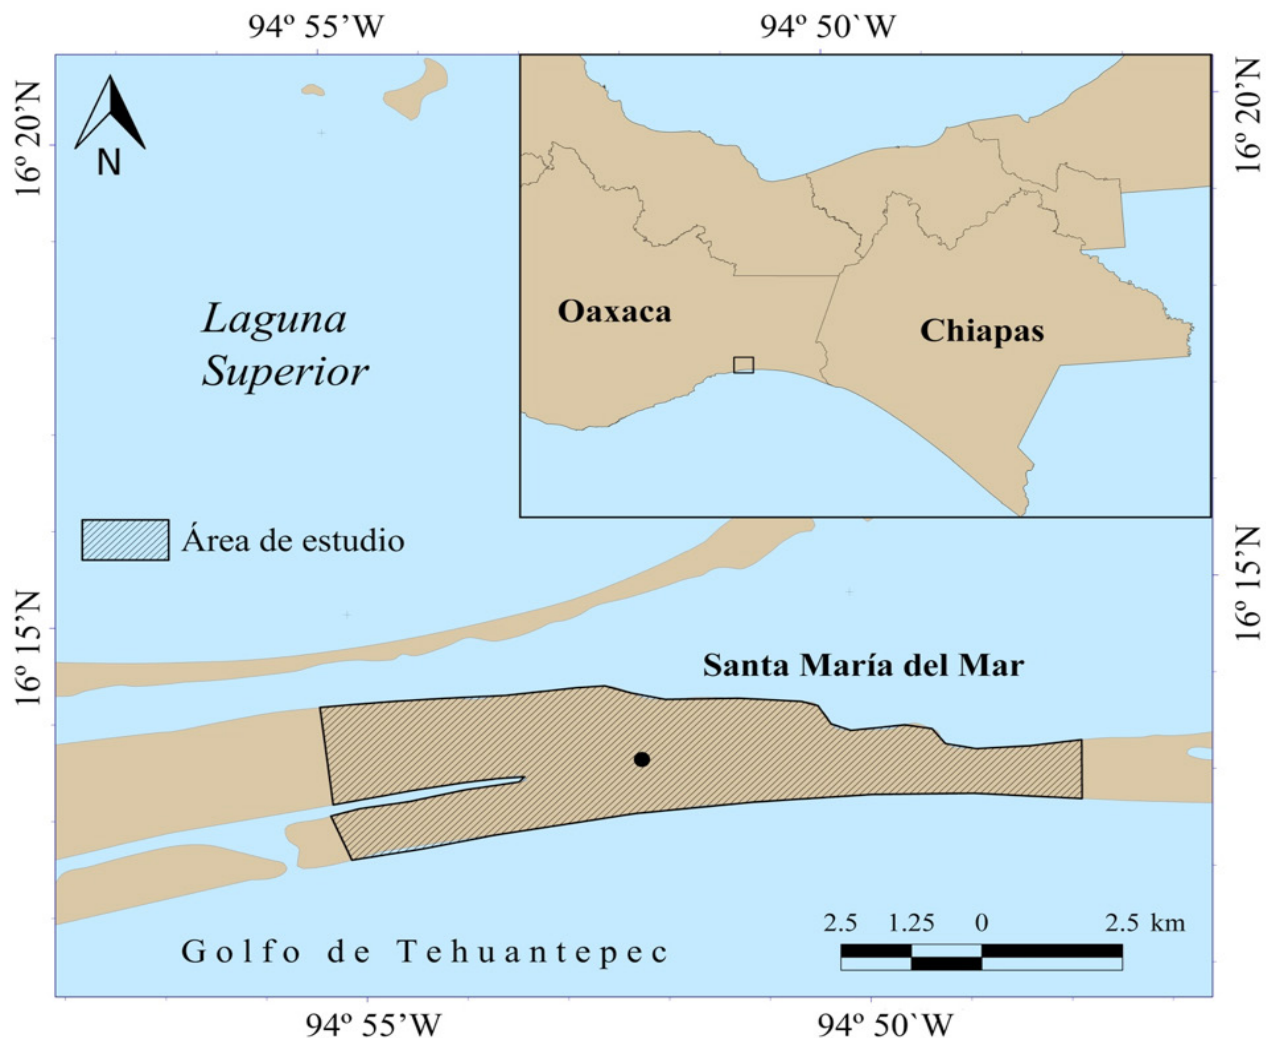 94º 55’W
94º 50`W
16º 20’N
16º 20’N
N
Laguna
Superior
Oaxaca
Chiapas
Área de estudio
16º 15’N
16º 15’N
Santa María del Mar
2.5 1.25 0 2.5 km
Golfo de Tehuantepec
94º 55’W
94º 50`W